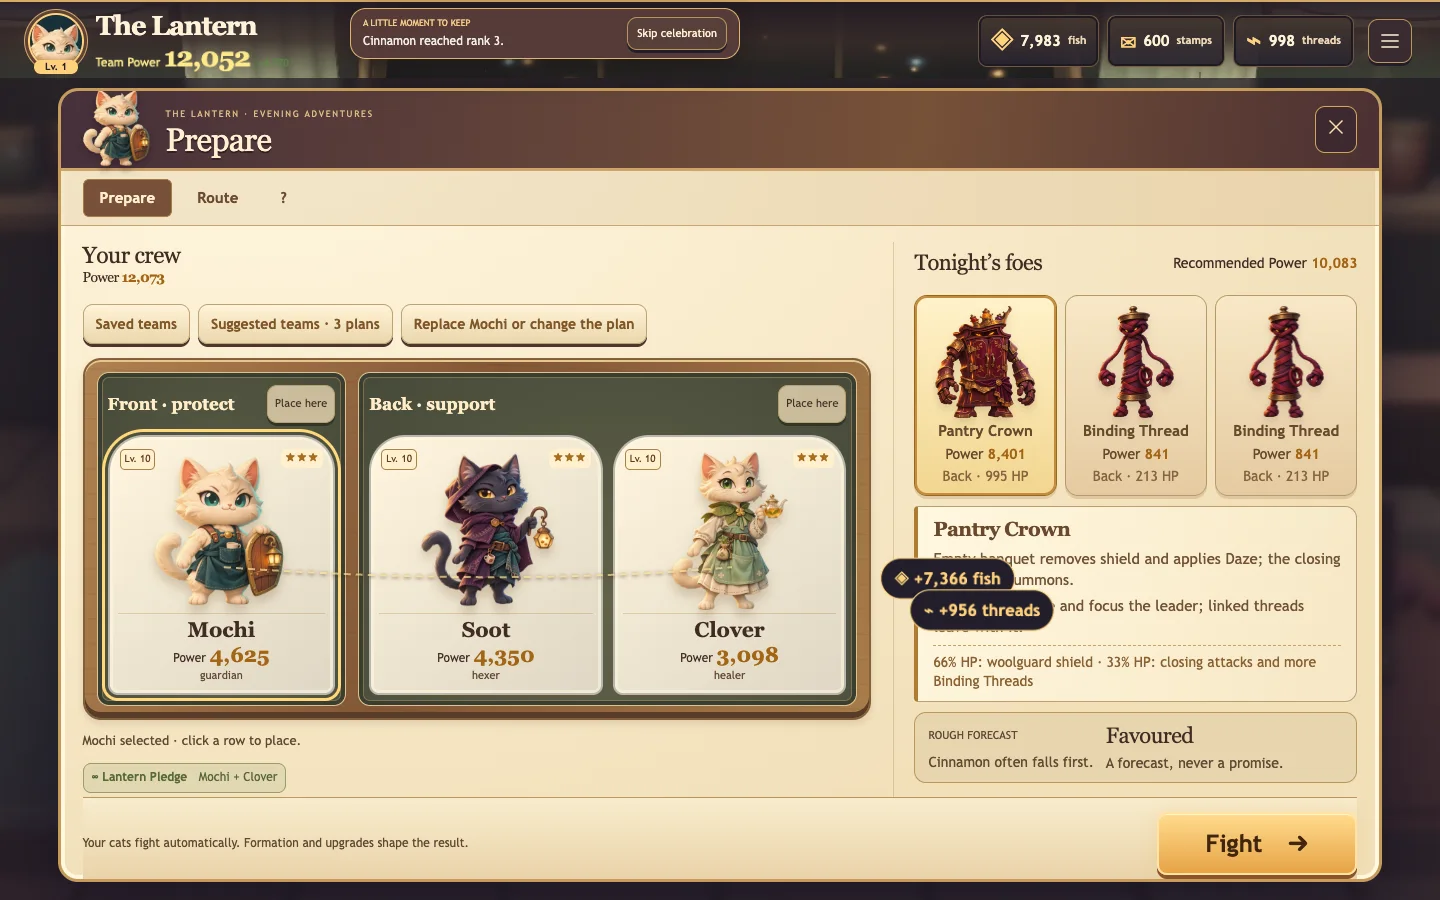 The Lantern
Team Power 12,052
Lv. 1
A LITTLE MOMENT TO KEEP
Cinnamon reached rank 3.
Skip celebration
7,983 fish
600 stamps
998 threads
THE LANTERN · EVENING ADVENTURES
Prepare
Prepare
Route
?
Your crew
Power 12,073
Saved teams
Suggested teams · 3 plans
Replace Mochi or change the plan
Front · protect
Place here
Back · support
Place here
Lv. 10
Mochi
Power 4,625
guardian
Lv. 10
Soot
Power 4,350
hexer
Lv. 10
Clover
Power 3,098
healer
Mochi selected · click a row to place.
∞ Lantern Pledge Mochi + Clover
Tonight's foes
Recommended Power 10,083
Pantry Crown
Power 8,401
Back · 995 HP
Binding Thread
Power 841
Back · 213 HP
Binding Thread
Power 841
Back · 213 HP
Pantry Crown
removes shield and applies Daze; the closing
+7,366 fish
+956 threads
and focus the leader; linked threads
66% HP: woolguard shield · 33% HP: closing attacks and more
Binding Threads
ROUGH FORECAST
Favoured
Cinnamon often falls first.
A forecast, never a promise.
Your cats fight automatically. Formation and upgrades shape the result.
Fight →